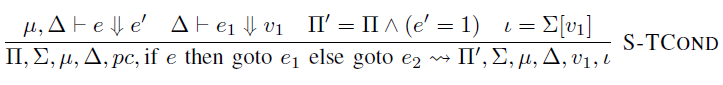 μ, Δ ⊢ e ⇓ e′ Δ ⊢ e₁ ⇓ v₁ Π′ = Π ∧ (e′ = 1) ι = Σ[v₁]
Π, Σ, μ, Δ, pc, if e then goto e₁ else goto e₂ ⇝ Π′, Σ, μ, Δ, v₁, ι S-TCOND